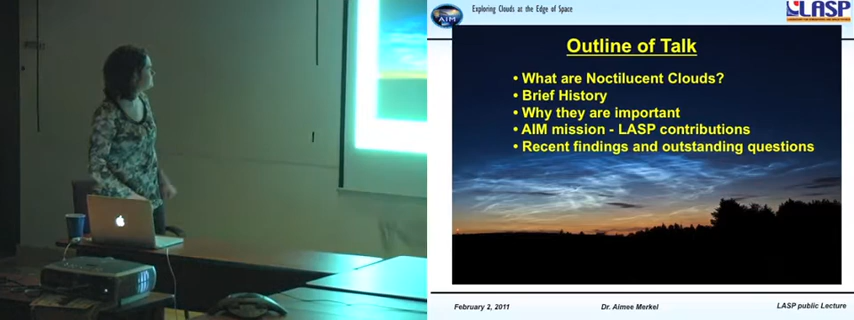 AIM
Exploring Clouds at the Edge of Space
LASP
Outline of Talk
• What are Noctilucent Clouds?
• Brief History
• Why they are important
• AIM mission - LASP contributions
• Recent findings and outstanding questions
February 2, 2011
Dr. Aimee Merkel
LASP public Lecture